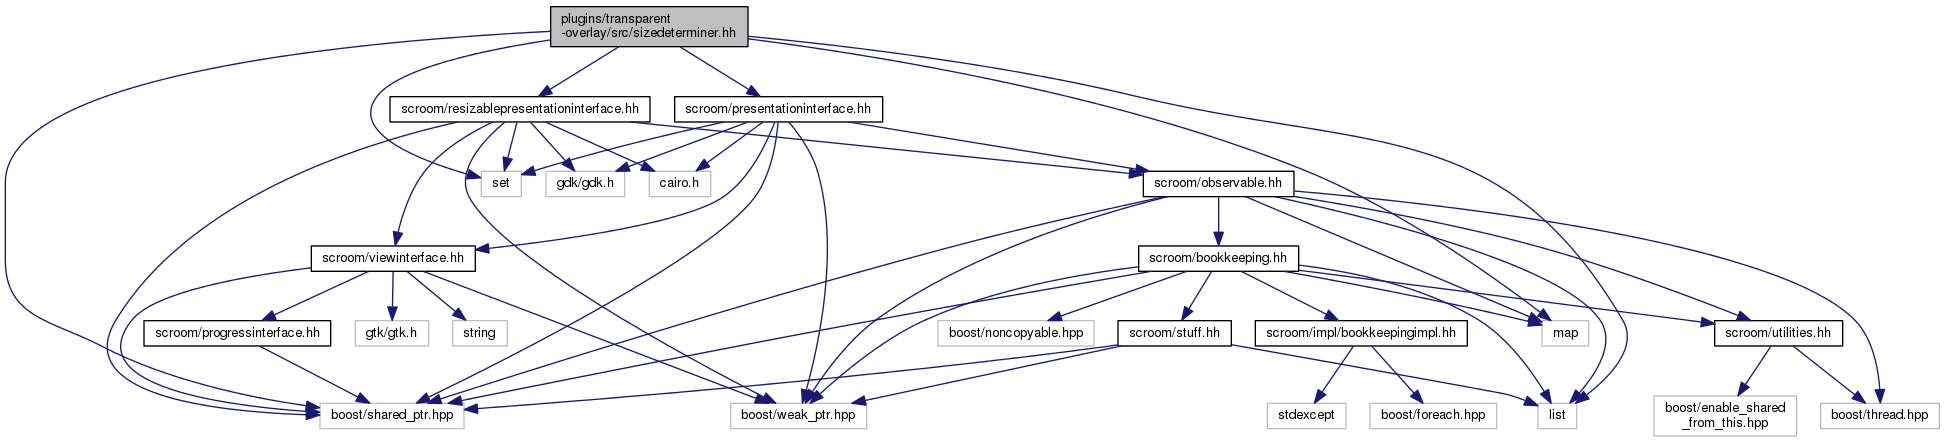 plugins/transparent
-overlay/src/sizedeterminer.hh
scroom/resizablepresentationinterface.hh
scroom/presentationinterface.hh
set
gdk/gdk.h
cairo.h
scroom/observable.hh
scroom/viewinterface.hh
scroom/bookkeeping.hh
scroom/progressinterface.hh
gtk/gtk.h
string
boost/noncopyable.hpp
scroom/stuff.hh
scroom/impl/bookkeepingimpl.hh
map
scroom/utilities.hh
boost/shared_ptr.hpp
boost/weak_ptr.hpp
stdexcept
boost/foreach.hpp
list
boost/enable_shared
_from_this.hpp
boost/thread.hpp